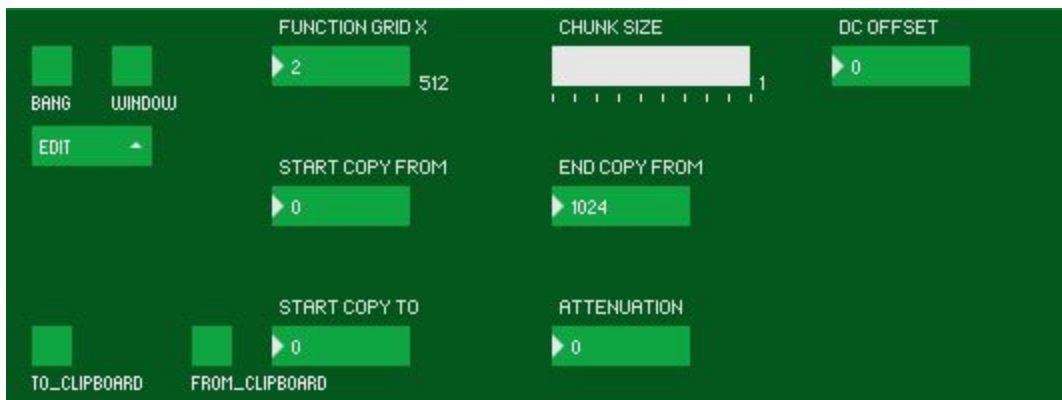 FUNCTION GRID X
CHUNK SIZE
DC OFFSET
2
512
1
0
BANG
WINDOW
EDIT
START COPY FROM
END COPY FROM
0
1024
START COPY TO
ATTENUATION
0
0
TO_CLIPBOARD
FROM_CLIPBOARD